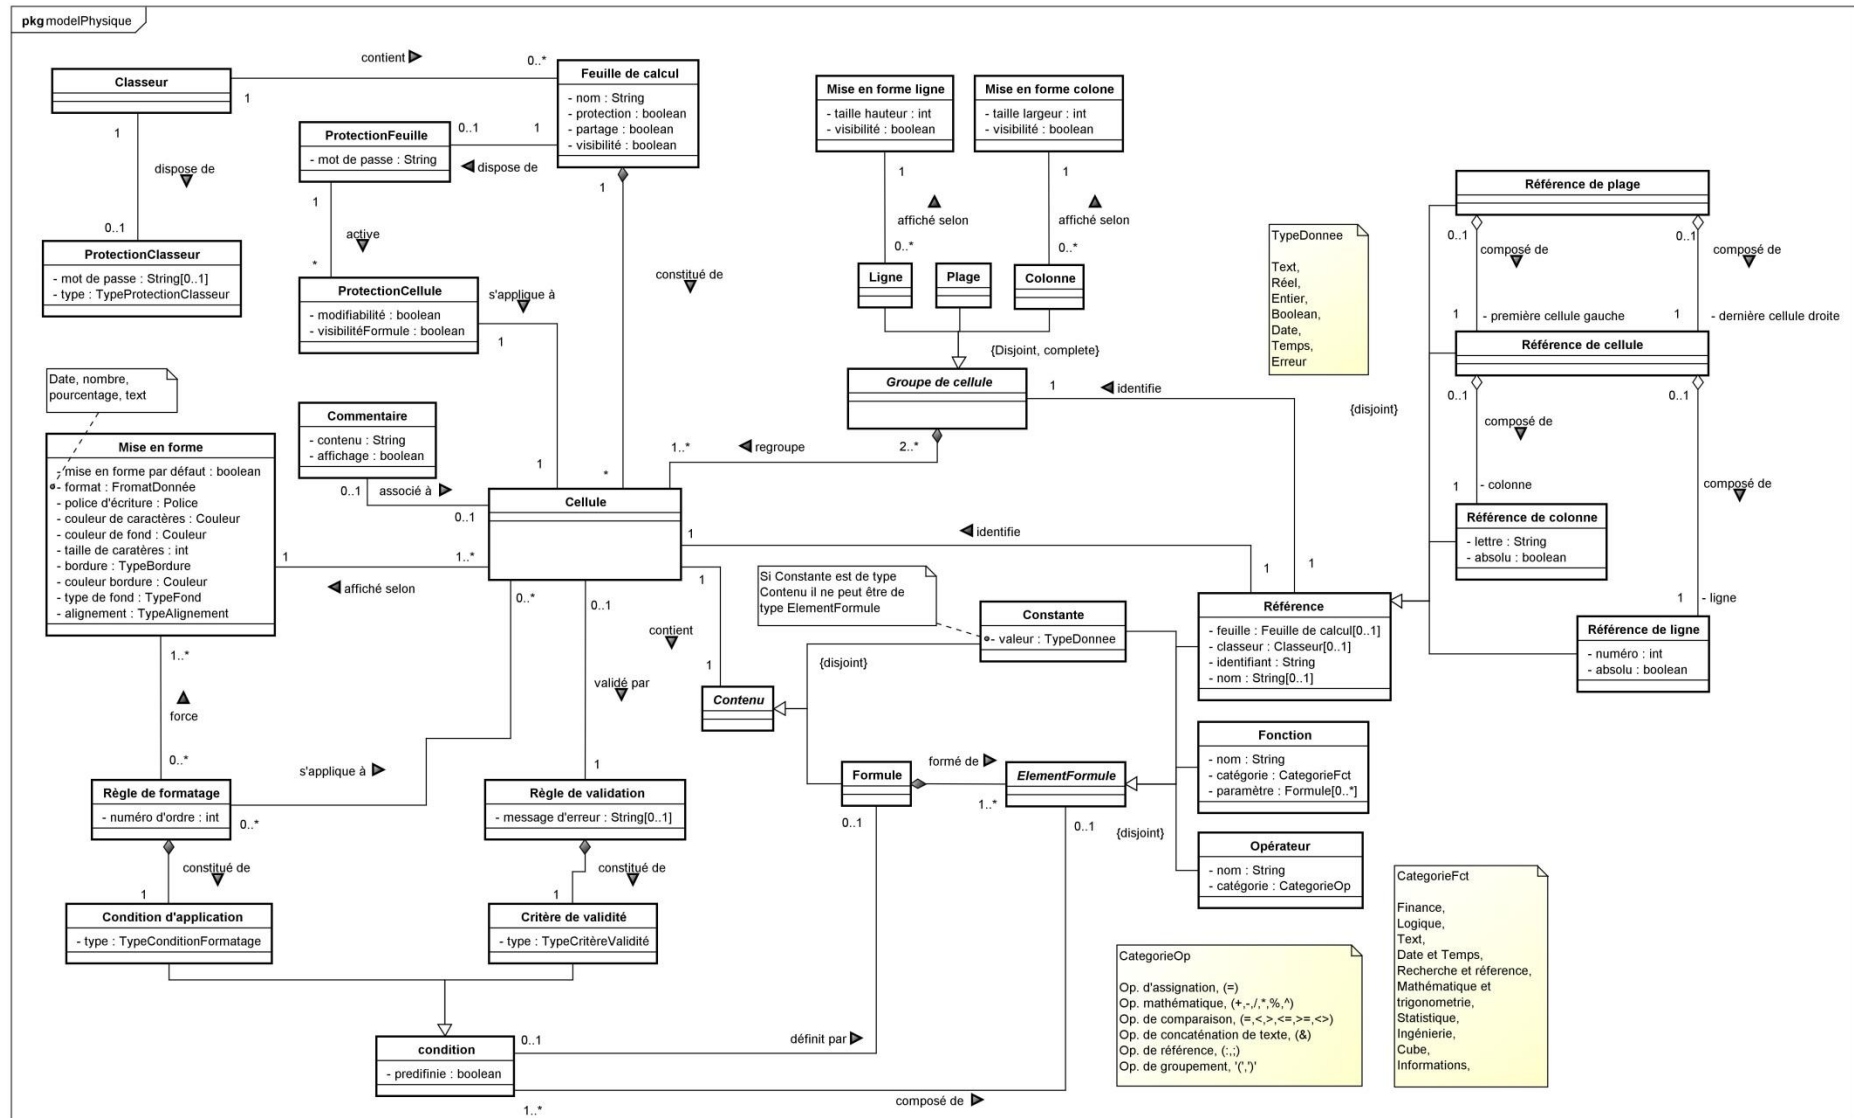 pkg modelPhysique
Classeur
contient
1
0..*
Feuille de calcul
- nom : String
- protection : boolean
- partage : boolean
- visibilité : boolean
1
dispose de
0..1
ProtectionClasseur
- mot de passe : String[0..1]
- type : TypeProtectionClasseur
ProtectionFeuille
- mot de passe : String
0..1
1
dispose de
1
active
*
ProtectionCellule
- modifiabilité : boolean
- visibilitéFormule : boolean
s'applique à
1
1
1
constitué de
*
Mise en forme ligne
- taille hauteur : int
- visibilité : boolean
Mise en forme colone
- taille largeur : int
- visibilité : boolean
1
affiché selon
0..*
1
affiché selon
0..*
Ligne
Plage
Colonne
{Disjoint, complete}
Groupe de cellule
1
identifie
1..*
regroupe
2..*
TypeDonnee
Text,
Réel,
Entier,
Boolean,
Date,
Temps,
Erreur
Référence de plage
0..1
composé de
0..1
composé de
1
- première cellule gauche
1
- dernière cellule droite
Référence de cellule
{disjoint}
0..1
composé de
0..1
composé de
1
- colonne
Référence de colonne
- lettre : String
- absolu : boolean
1
- ligne
Référence de ligne
- numéro : int
- absolu : boolean
Date, nombre,
pourcentage, text
Mise en forme
- mise en forme par défaut : boolean
- format : FromatDonnée
- police d'écriture : Police
- couleur de caractères : Couleur
- couleur de fond : Couleur
- taille de caratères : int
- bordure : TypeBordure
- couleur bordure : Couleur
- type de fond : TypeFond
- alignement : TypeAlignement
Commentaire
- contenu : String
- affichage : boolean
0..1
associé à
0..1
Cellule
1
1..*
affiché selon
1
identifie
1
1
Référence
- feuille : Feuille de calcul[0..1]
- classeur : Classeur[0..1]
- identifiant : String
- nom : String[0..1]
0..*
0..1
1
contient
1
Contenu
validé par
1
Si Constante est de type
Contenu il ne peut être de
type ElementFormule
Constante
- valeur : TypeDonnee
{disjoint}
1..*
force
0..*
s'applique à
0..*
Règle de formatage
- numéro d'ordre : int
Règle de validation
- message d'erreur : String[0..1]
Formule
formé de
1..*
ElementFormule
0..1
0..1
{disjoint}
Fonction
- nom : String
- catégorie : CategorieFct
- paramètre : Formule[0..*]
Opérateur
- nom : String
- catégorie : CategorieOp
constitué de
1
constitué de
1
Condition d'application
- type : TypeConditionFormatage
Critère de validité
- type : TypeCritèreValidité
condition
- predifinie : boolean
0..1
définit par
1..*
composé de
CategorieOp
Op. d'assignation, (=)
Op. mathématique, (+,-,/,*,%,^)
Op. de comparaison, (=,<,>,<=,>=,<>)
Op. de concaténation de texte, (&)
Op. de référence, (:,;)
Op. de groupement, '(',')'
CategorieFct
Finance,
Logique,
Text,
Date et Temps,
Recherche et réference,
Mathématique et
trigonometrie,
Statistique,
Ingénierie,
Cube,
Informations,